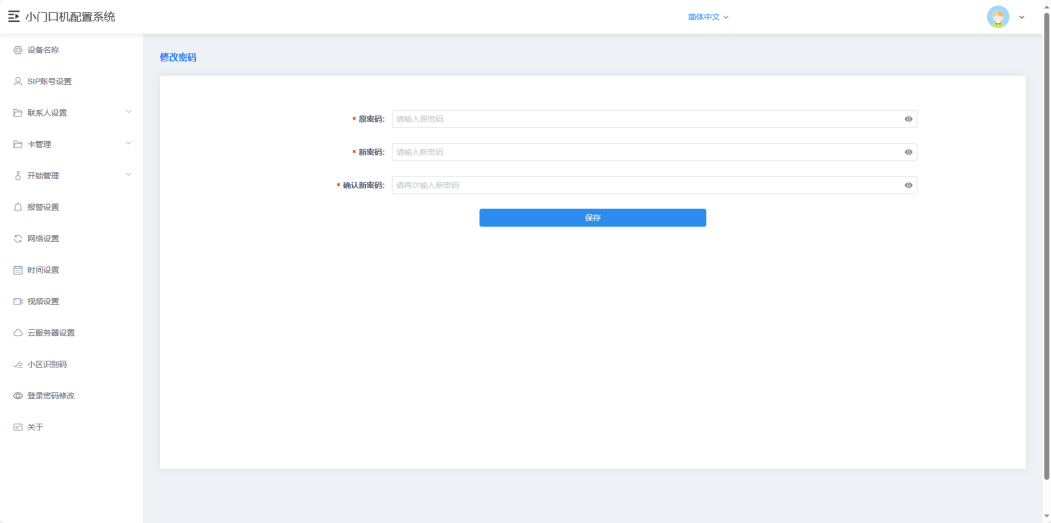 小门口机配置系统
简体中文
设备名称
SIP账号设置
联系人设置
卡管理
开锁管理
报警设置
网络设置
时间设置
视频设置
云服务器设置
小区识别码
登录密码修改
关于
修改密码
* 原密码: 请输入原密码
* 新密码: 请输入新密码
* 确认新密码: 请再次输入新密码
保存